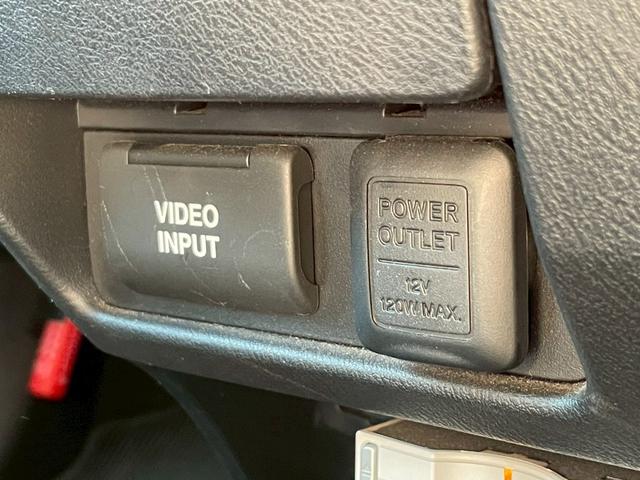 VIDEO
INPUT
POWER
OUTLET
12V
120W MAX.